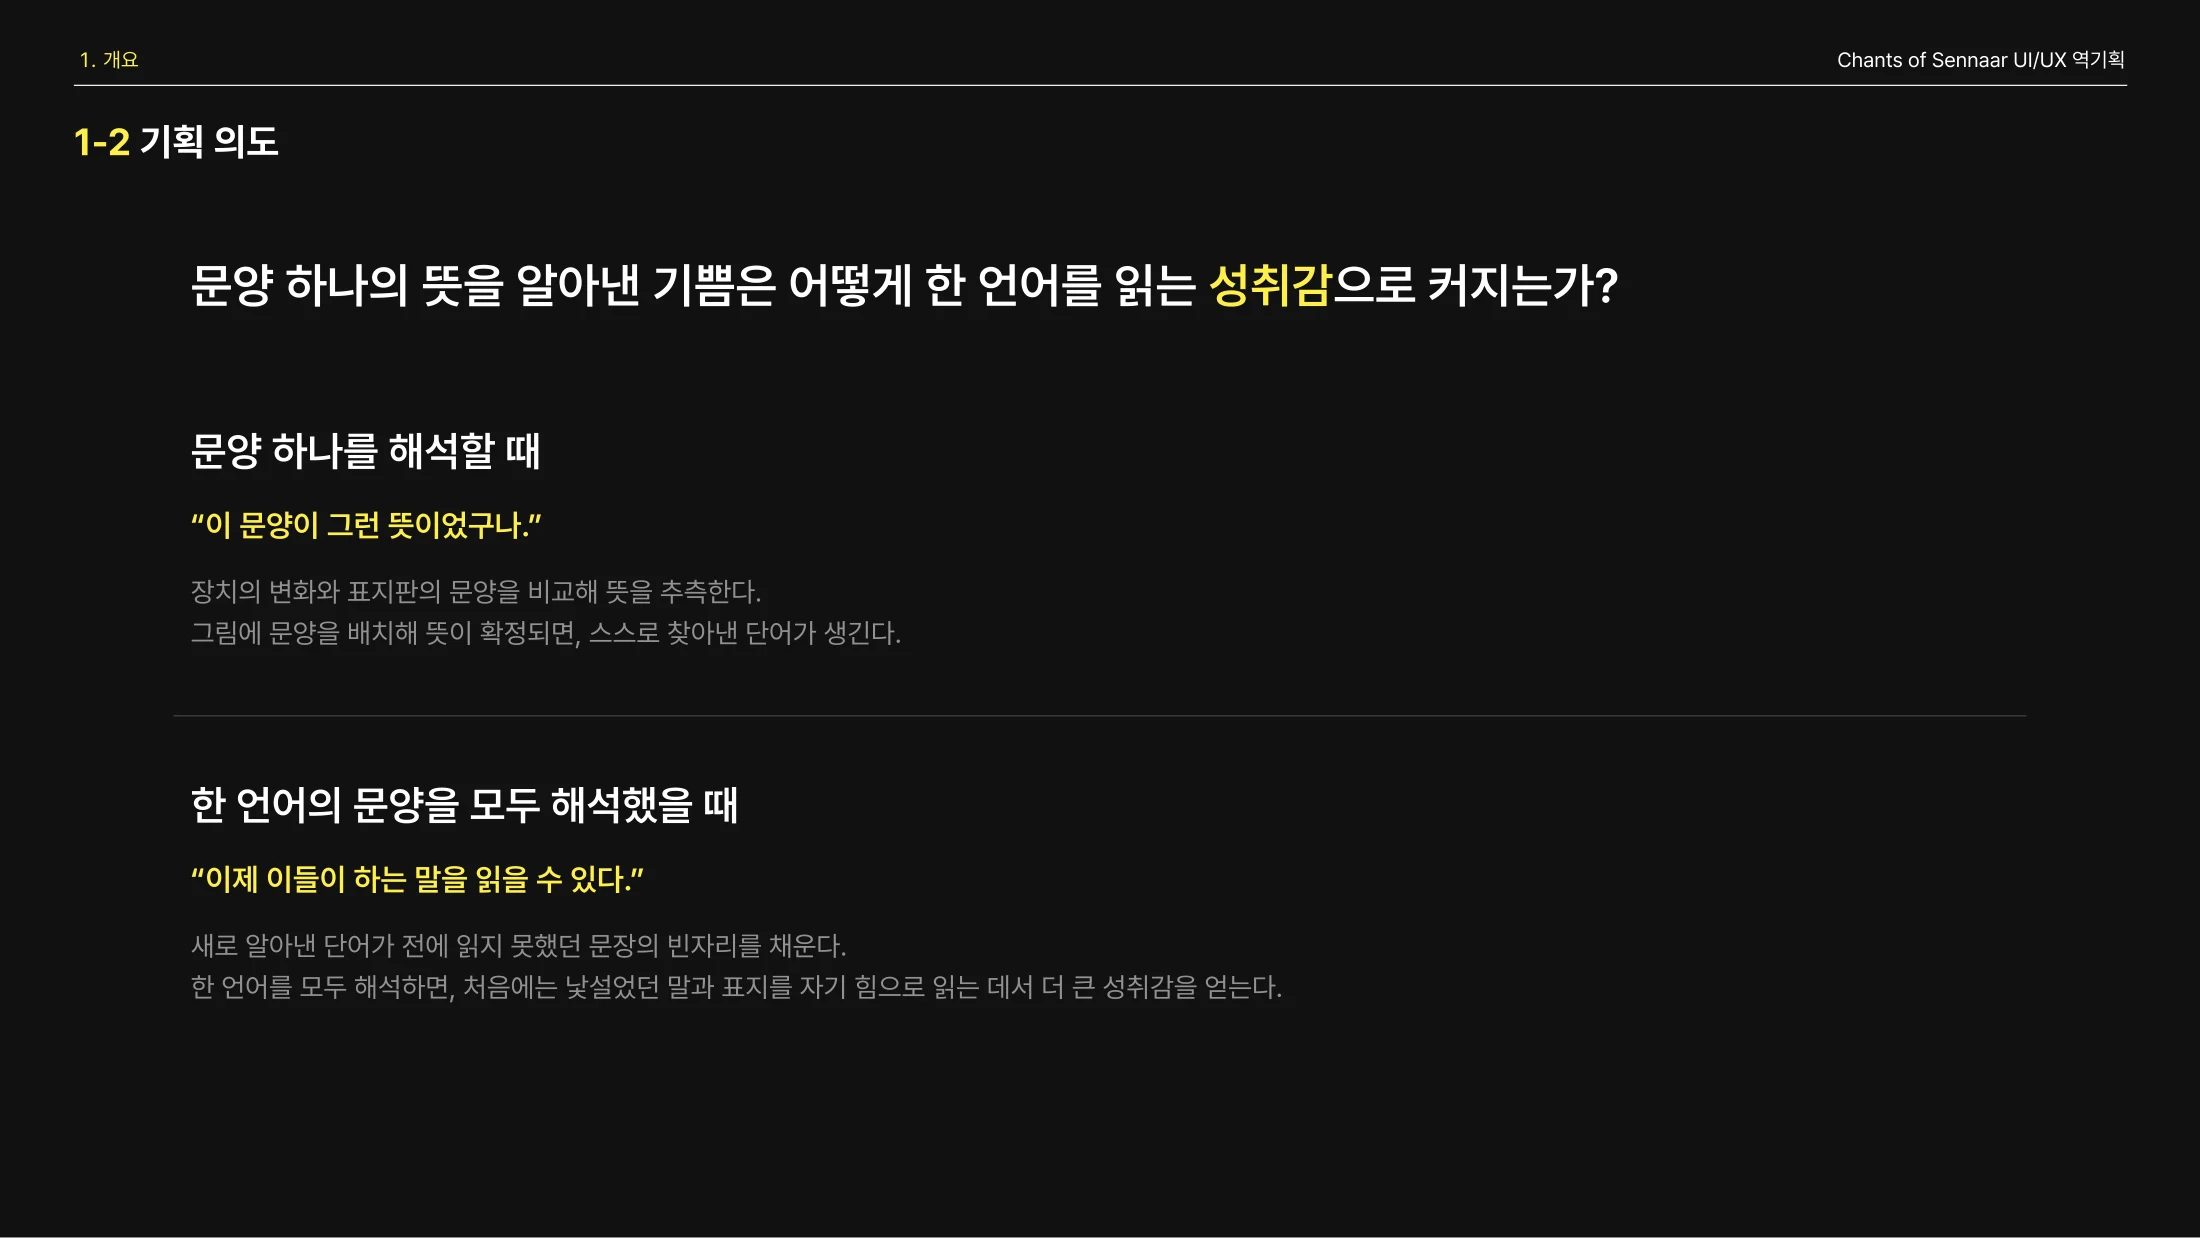 1. 개요
Chants of Sennaar UI/UX 역기획
1-2 기획 의도
문양 하나의 뜻을 알아낸 기쁨은 어떻게 한 언어를 읽는 성취감으로 커지는가?
문양 하나를 해석할 때
“이 문양이 그런 뜻이었구나.”
장치의 변화와 표지판의 문양을 비교해 뜻을 추측한다.
그림에 문양을 배치해 뜻이 확정되면, 스스로 찾아낸 단어가 생긴다.
한 언어의 문양을 모두 해석했을 때
“이제 이들이 하는 말을 읽을 수 있다.”
새로 알아낸 단어가 전에 읽지 못했던 문장의 빈자리를 채운다.
한 언어를 모두 해석하면, 처음에는 낯설었던 말과 표지를 자기 힘으로 읽는 데서 더 큰 성취감을 얻는다.